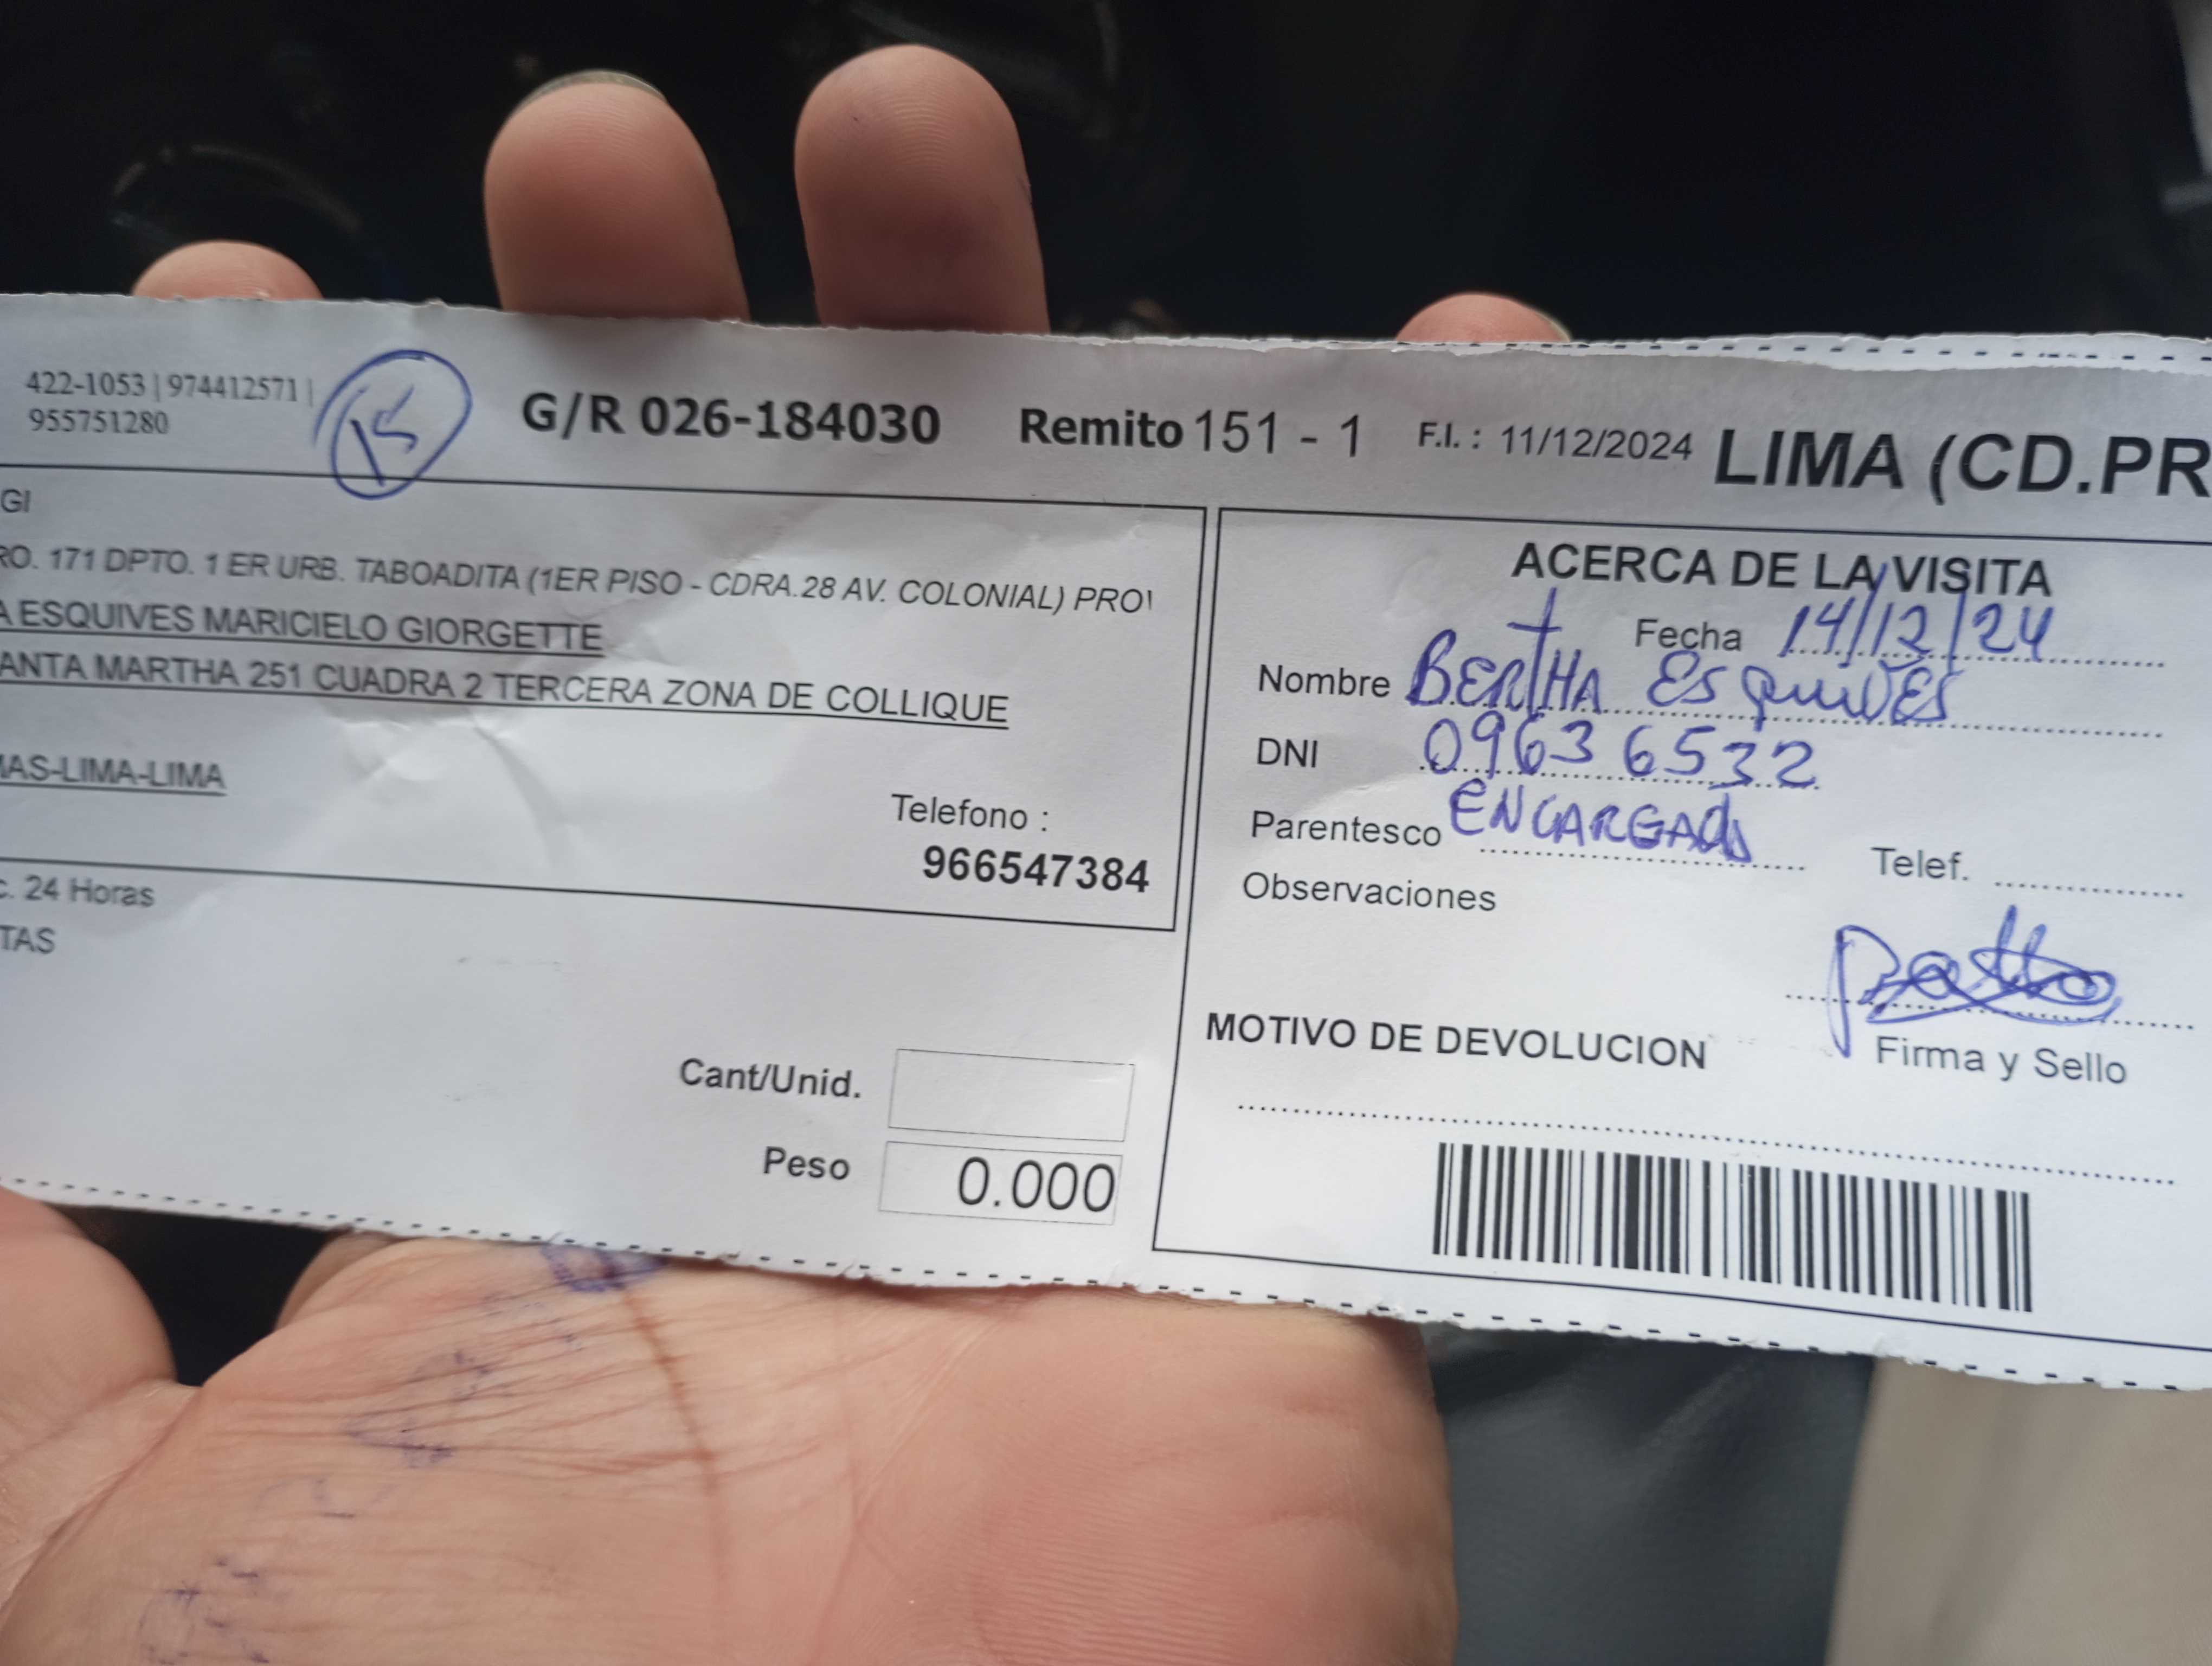 422-1053 | 974412571 |
955751280
15
G/R 026-184030 Remito 151 - 1 F.I. : 11/12/2024 LIMA (CD.PR
GI
RO. 171 DPTO. 1 ER URB. TABOADITA (1ER PISO - CDRA.28 AV. COLONIAL) PRO
A ESQUIVES MARICIELO GIORGETTE
ANTA MARTHA 251 CUADRA 2 TERCERA ZONA DE COLLIQUE
MAS-LIMA-LIMA
Telefono :
966547384
c. 24 Horas
TAS
Cant/Unid.
Peso 0.000
ACERCA DE LA VISITA
Fecha 14/12/24
Nombre BERTHA EsquivEs
DNI 09636532
Parentesco ENCARGADA Telef.
Observaciones
Firma y Sello
MOTIVO DE DEVOLUCION